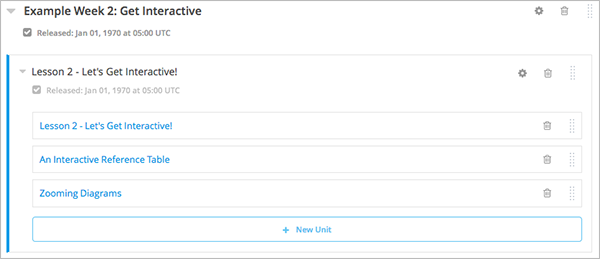 Example Week 2: Get Interactive
Released: Jan 01, 1970 at 05:00 UTC
Lesson 2 - Let's Get Interactive!
Released: Jan 01, 1970 at 05:00 UTC
Lesson 2 - Let's Get Interactive!
An Interactive Reference Table
Zooming Diagrams
+ New Unit